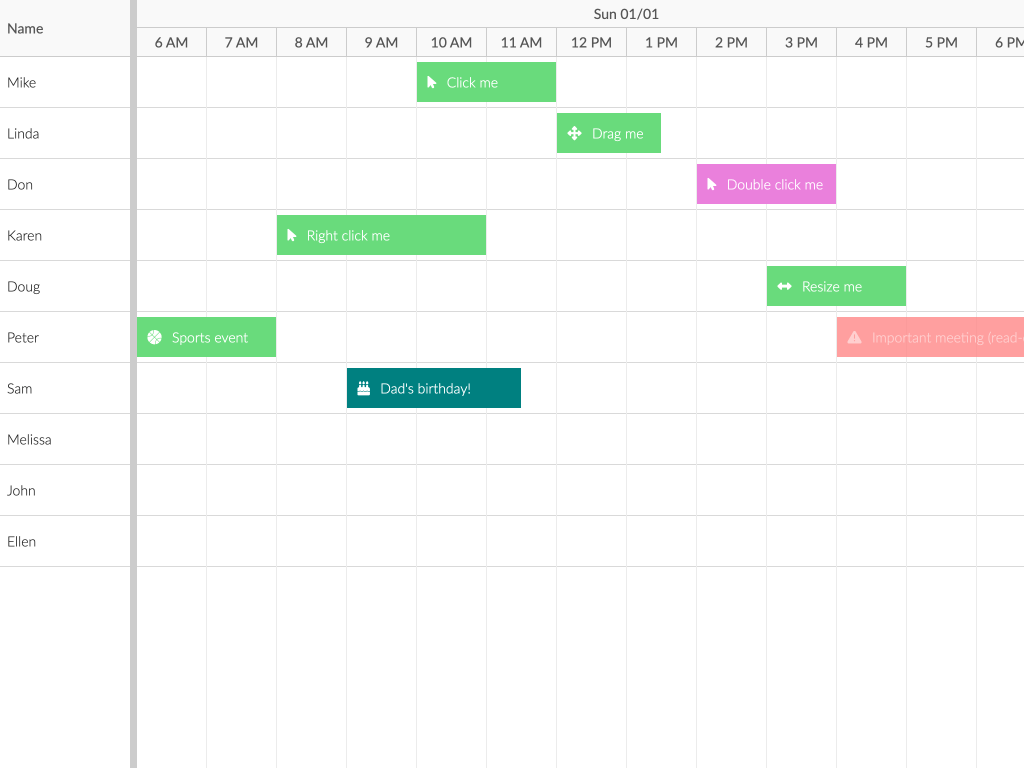 Name
Sun 01/01
6 AM 7 AM 8 AM 9 AM 10 AM 11 AM 12 PM 1 PM 2 PM 3 PM 4 PM 5 PM 6 PM
Mike Click me
Linda Drag me
Don Double click me
Karen Right click me
Doug Resize me
Peter Sports event Important meeting (read-
Sam Dad's birthday!
Melissa
John
Ellen